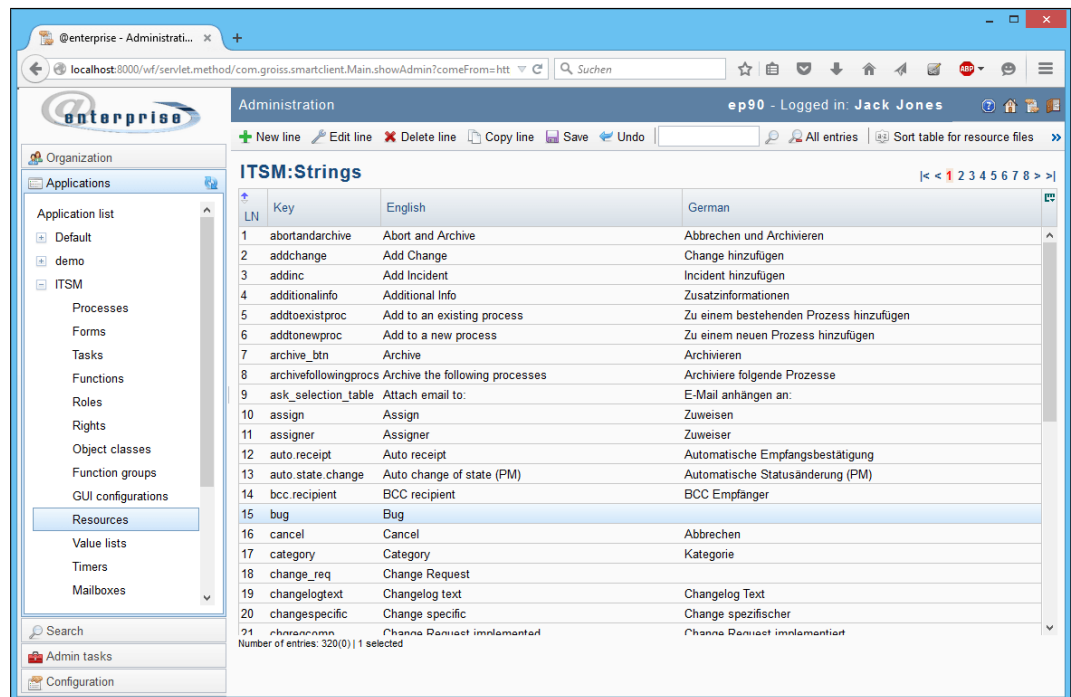 @enterprise - Administrati... × +
localhost:8000/wf/servlet.method/com.groiss.smartclient.Main.showAdmin?comeFrom=htt Suchen ABP
@enterprise
Administration ep90 - Logged in: Jack Jones
New line Edit line Delete line Copy line Save Undo All entries Sort table for resource files »
Organization
Applications
Application list
Default
demo
ITSM
Processes
Forms
Tasks
Functions
Roles
Rights
Object classes
Function groups
GUI configurations
Resources
Value lists
Timers
Mailboxes
Search
Admin tasks
Configuration
ITSM:Strings |< < 1 2 3 4 5 6 7 8 > >|
LN Key English German
1 abortandarchive Abort and Archive Abbrechen und Archivieren
2 addchange Add Change Change hinzufügen
3 addinc Add Incident Incident hinzufügen
4 additionalinfo Additional Info Zusatzinformationen
5 addtoexistproc Add to an existing process Zu einem bestehenden Prozess hinzufügen
6 addtonewproc Add to a new process Zu einem neuen Prozess hinzufügen
7 archive_btn Archive Archivieren
8 archivefollowingprocs Archive the following processes Archiviere folgende Prozesse
9 ask_selection_table Attach email to: E-Mail anhängen an:
10 assign Assign Zuweisen
11 assigner Assigner Zuweiser
12 auto.receipt Auto receipt Automatische Empfangsbestätigung
13 auto.state.change Auto change of state (PM) Automatische Statusänderung (PM)
14 bcc.recipient BCC recipient BCC Empfänger
15 bug Bug
16 cancel Cancel Abbrechen
17 category Category Kategorie
18 change_req Change Request
19 changelogtext Changelog text Changelog Text
20 changespecific Change specific Change spezifischer
21 chgreqcomp Change Request implemented Change Request implementiert
Number of entries: 320(0) | 1 selected